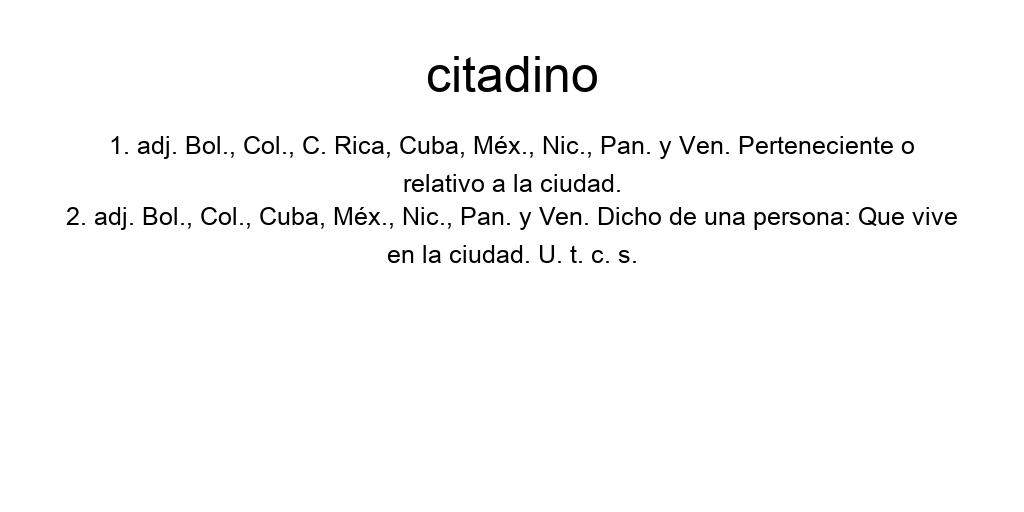 citadino
1. adj. Bol., Col., C. Rica, Cuba, Méx., Nic., Pan. y Ven. Perteneciente o
relativo a la ciudad.
2. adj. Bol., Col., Cuba, Méx., Nic., Pan. y Ven. Dicho de una persona: Que vive
en la ciudad. U. t. c. s.